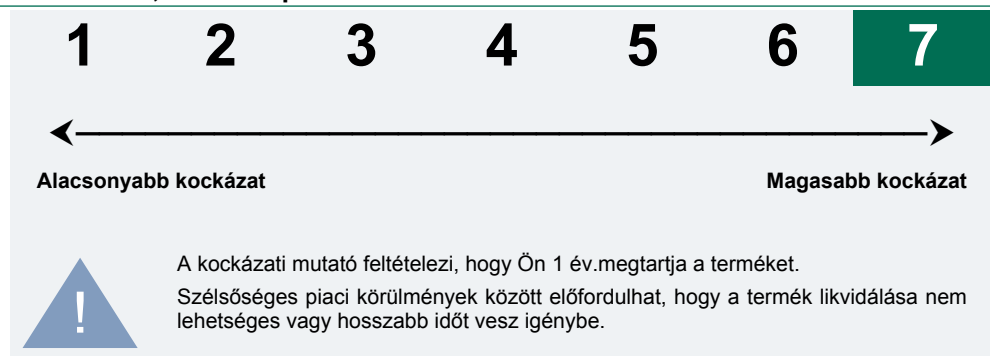 1 2 3 4 5 6 7
Alacsonyabb kockázat Magasabb kockázat
A kockázati mutató feltételezi, hogy Ön 1 év.megtartja a terméket.
Szélsőséges piaci körülmények között előfordulhat, hogy a termék likvidálása nem
lehetséges vagy hosszabb időt vesz igénybe.
!